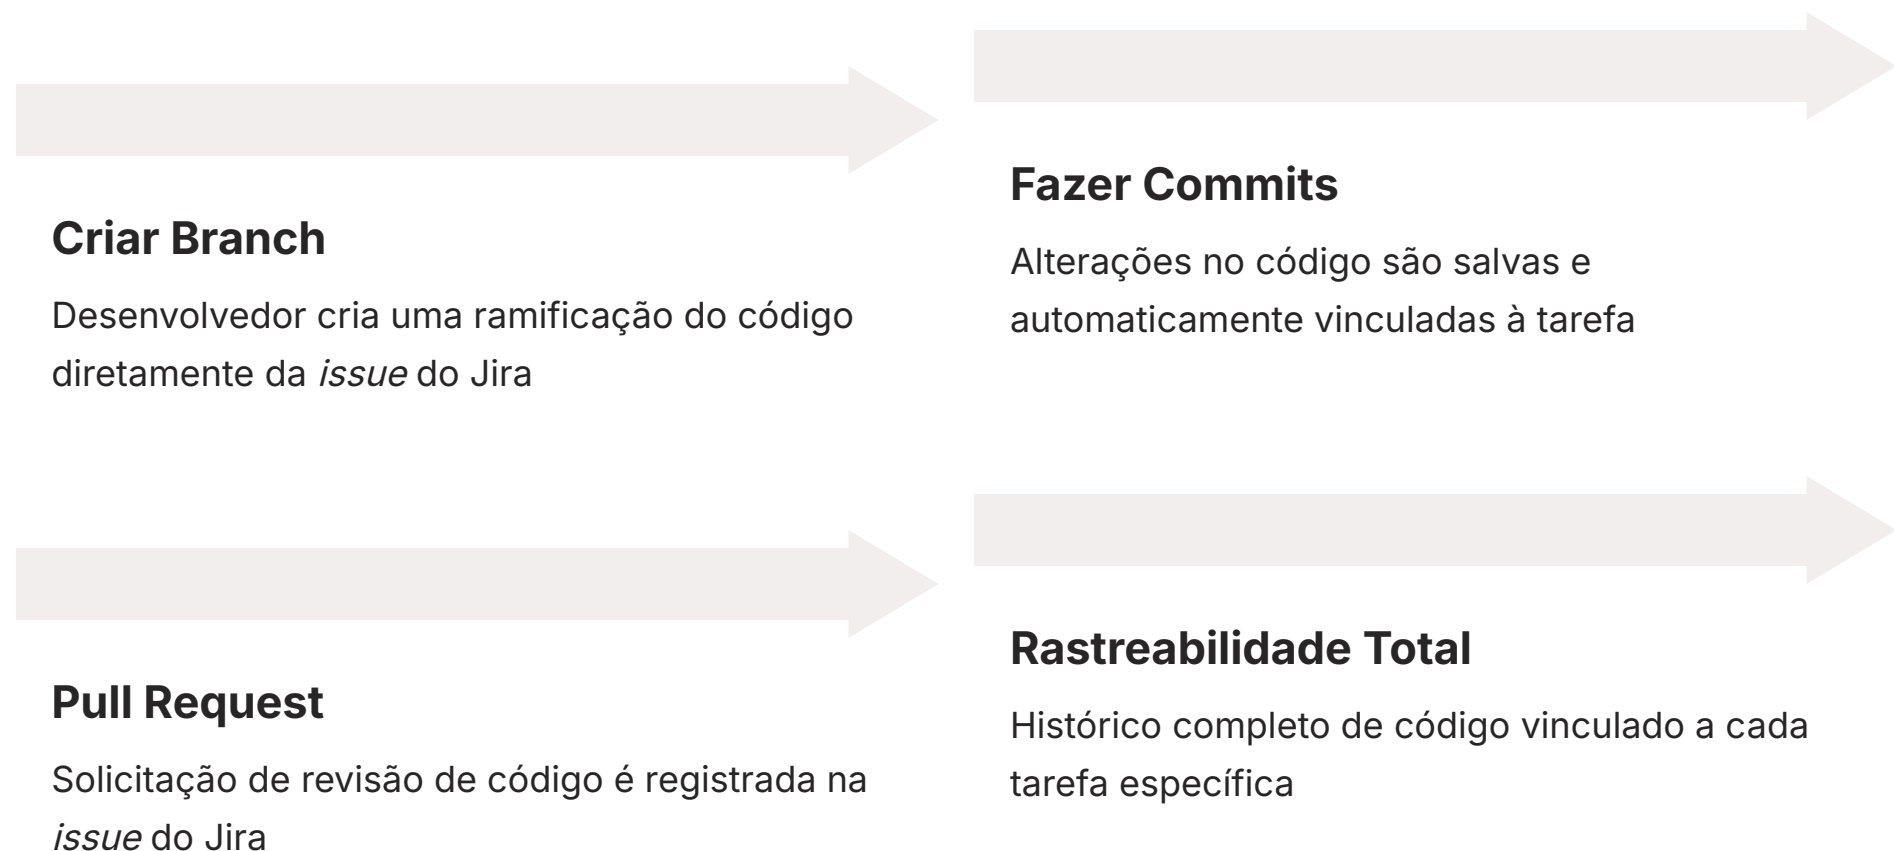 Criar Branch
Desenvolvedor cria uma ramificação do código
diretamente da issue do Jira
Fazer Commits
Alterações no código são salvas e
automaticamente vinculadas à tarefa
Pull Request
Solicitação de revisão de código é registrada na
issue do Jira
Rastreabilidade Total
Histórico completo de código vinculado a cada
tarefa específica